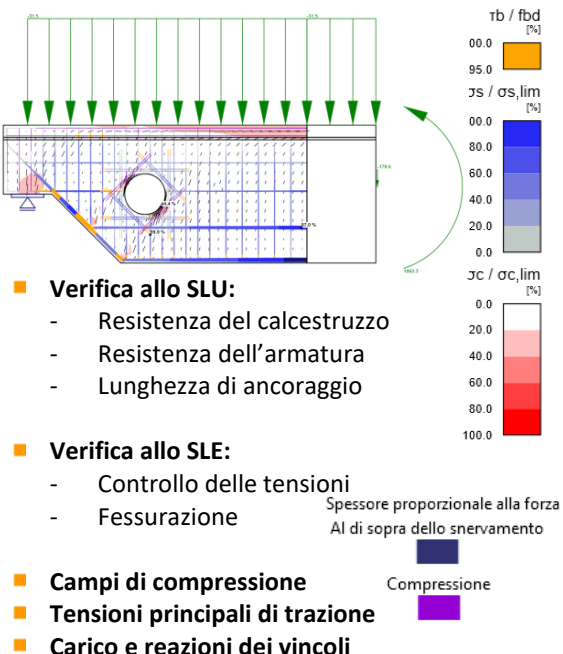 -31.5
-31.5
τb / fbd
[%]
00.0
95.0
σs / σs,lim
[%]
00.0
80.0
60.0
40.0
20.0
0.0
σc / σc,lim
[%]
0.0
20.0
40.0
60.0
80.0
100.0
Verifica allo SLU:
- Resistenza del calcestruzzo
- Resistenza dell’armatura
- Lunghezza di ancoraggio
Verifica allo SLE:
- Controllo delle tensioni
- Fessurazione
Spessore proporzionale alla forza
Al di sopra dello snervamento
Compressione
Campi di compressione
Tensioni principali di trazione
Carico e reazioni dei vincoli